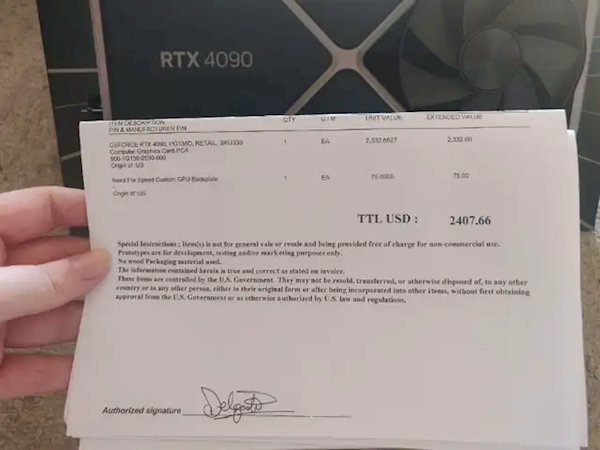 RTX 4090
ITEM DESCRIPTION QTY U / M UNIT VALUE EXTENDED VALUE
P/N & MANUFACTURER P/N
GEFORCE RTX 4090, PG136D, RETAIL, SKU330 1 EA 2,332.6627 2,332.66
Computer Graphics Card PCA
900-1G136-2530-000
Origin of: US
Need For Speed Custom GPU Backplate 1 EA 75.0000 75.00
Origin of: US
TTL USD : 2407.66
Special Instructions : Item(s) is not for general sale or resale and being provided free of charge for non-commercial use.
Prototypes are for development, testing and/or marketing purposes only.
No wood Packaging material used.
The information contained herein is true and correct as stated on invoice.
These items are controlled by the U.S. Government. They may not be resold, transferred, or otherwise disposed of, to any other
country or to any other person, either in their original form or after being incorporated into other items, without first obtaining
approval from the U.S. Government or as otherwise authorized by U.S. law and regulations.
Authorized signature